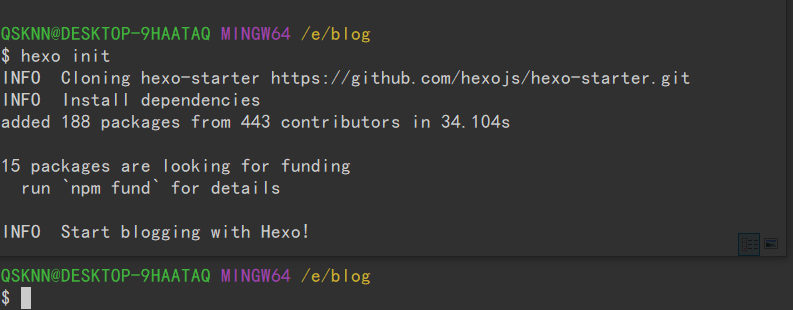 QSKNN@DESKTOP-9HAATAQ MINGW64 /e/blog
$ hexo init
INFO  Cloning hexo-starter https://github.com/hexojs/hexo-starter.git
INFO  Install dependencies
added 188 packages from 443 contributors in 34.104s
15 packages are looking for funding
  run `npm fund` for details
INFO  Start blogging with Hexo!
QSKNN@DESKTOP-9HAATAQ MINGW64 /e/blog
$